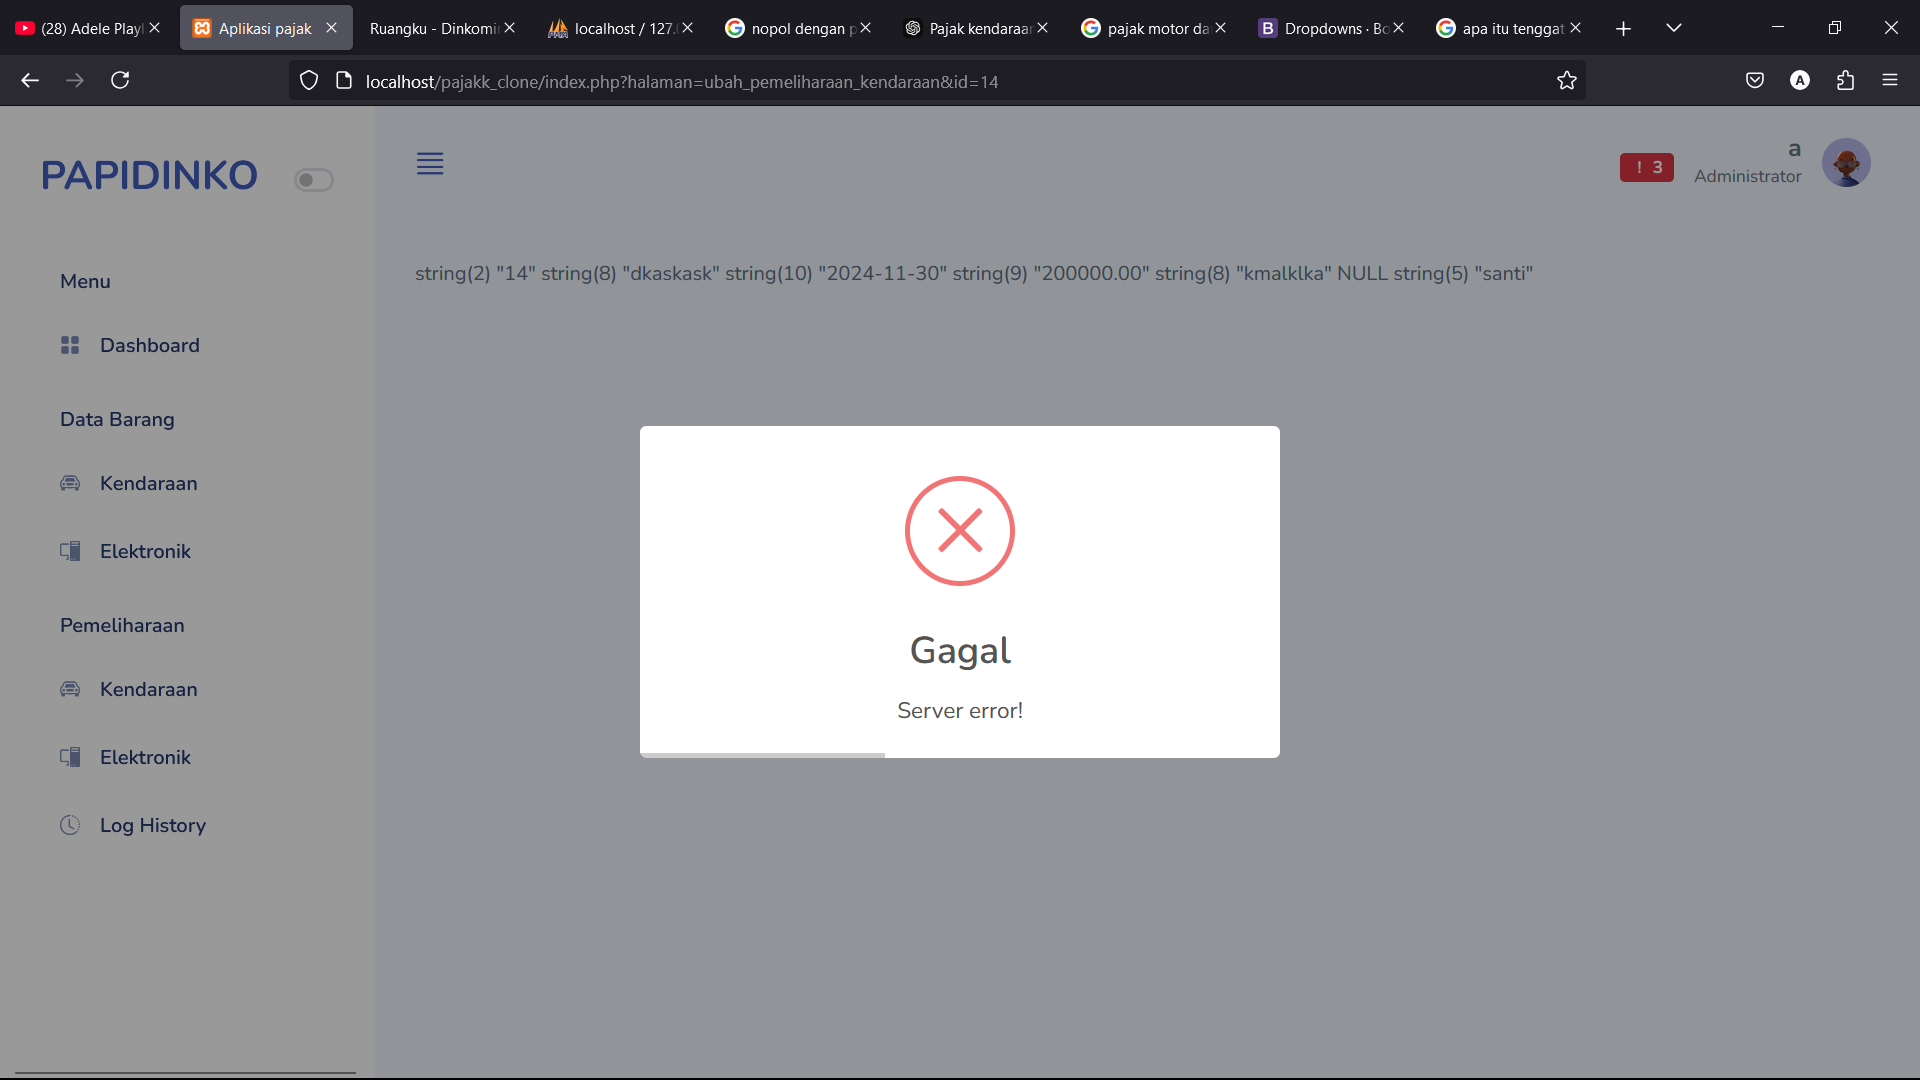 (28) Adele Playl
Aplikasi pajak
Ruangku - Dinkomin
localhost / 127.0
nopol dengan p
Pajak kendaraan
pajak motor da
Dropdowns · Bo
apa itu tenggat
localhost/pajakk_clone/index.php?halaman=ubah_pemeliharaan_kendaraan&id=14
A
PAPIDINKO
! 3
a
Administrator
string(2) "14" string(8) "dkaskask" string(10) "2024-11-30" string(9) "200000.00" string(8) "kmalklka" NULL string(5) "santi"
Menu
Dashboard
Data Barang
Kendaraan
Elektronik
Pemeliharaan
Kendaraan
Elektronik
Log History
Gagal
Server error!